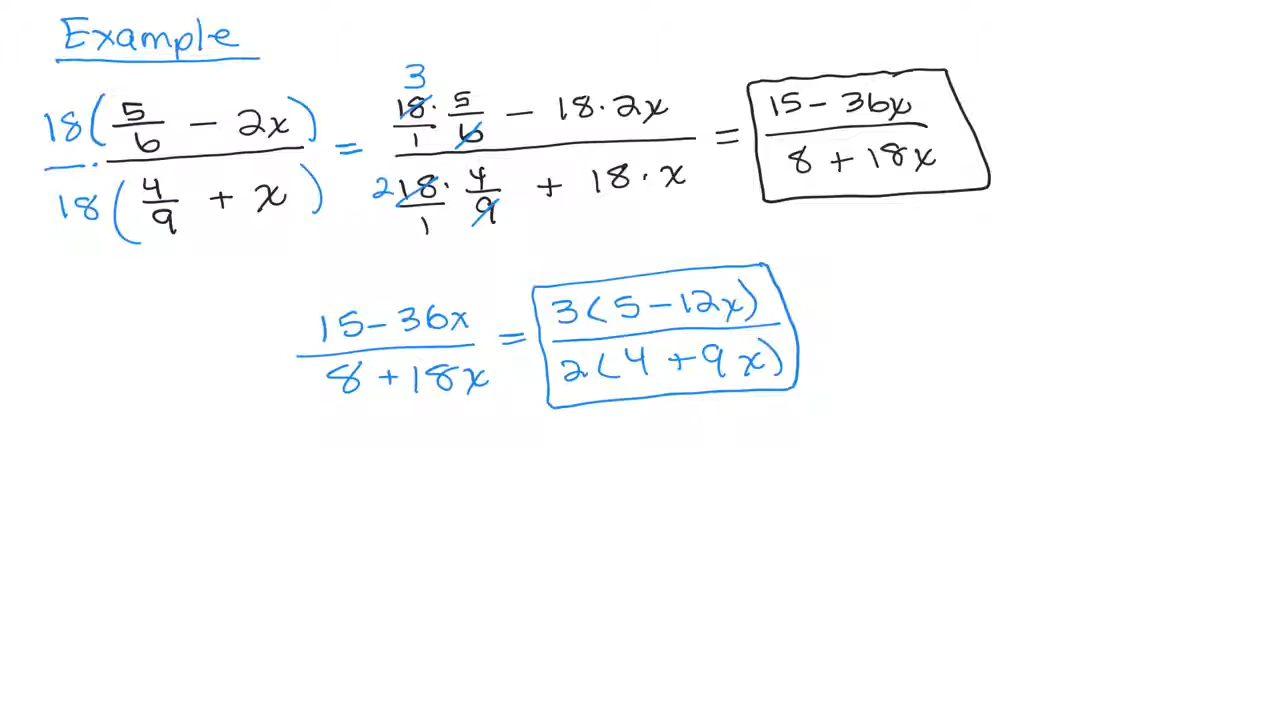 Example
18(5/6 - 2x) / 18(4/9 + x) = (3 18/1 · 5/6 - 18 · 2x) / (2 18/1 · 4/9 + 18 · x) = (15 - 36x) / (8 + 18x)
(15 - 36x) / (8 + 18x) = 3(5 - 12x) / 2(4 + 9x)